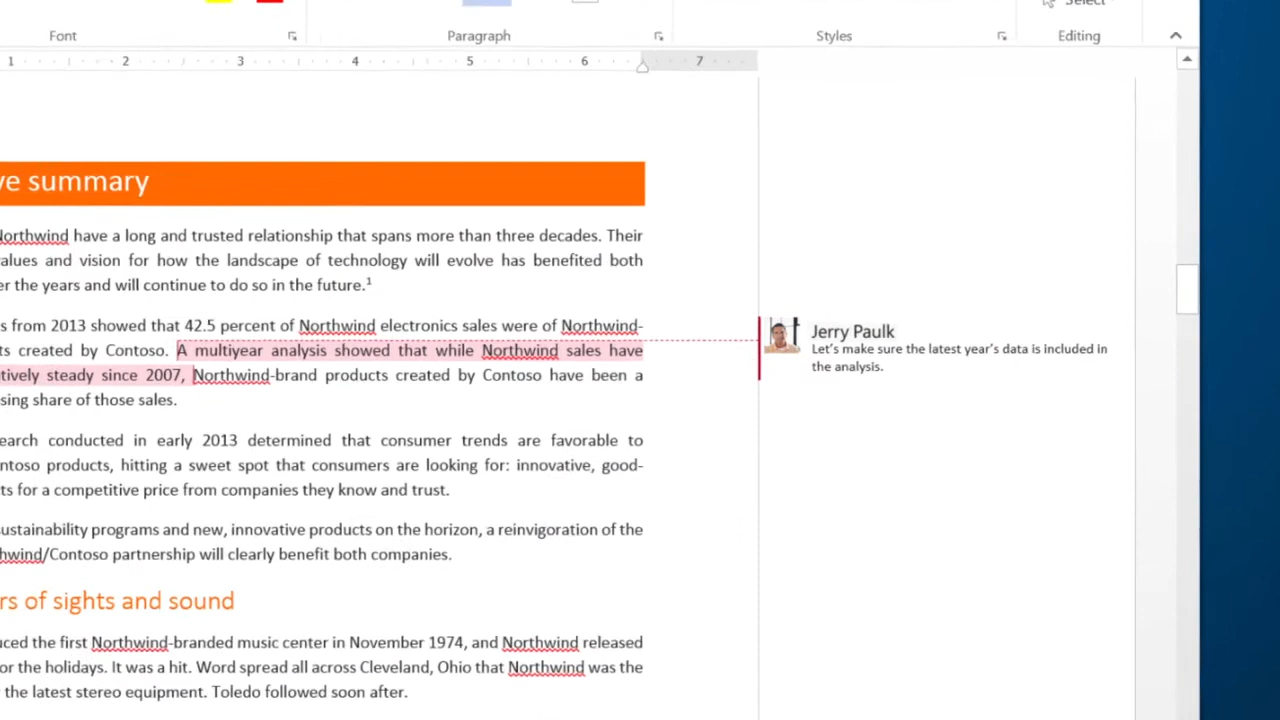 Select
Font
Paragraph
Styles
Editing
1 2 3 4 5 6 7
ve summary
Northwind have a long and trusted relationship that spans more than three decades. Their
values and vision for how the landscape of technology will evolve has benefited both
er the years and will continue to do so in the future.1
s from 2013 showed that 42.5 percent of Northwind electronics sales were of Northwind-
ts created by Contoso. A multiyear analysis showed that while Northwind sales have
tively steady since 2007, Northwind-brand products created by Contoso have been a
sing share of those sales.
Jerry Paulk
Let's make sure the latest year's data is included in
the analysis.
earch conducted in early 2013 determined that consumer trends are favorable to
ntoso products, hitting a sweet spot that consumers are looking for: innovative, good-
ts for a competitive price from companies they know and trust.
sustainability programs and new, innovative products on the horizon, a reinvigoration of the
hwind/Contoso partnership will clearly benefit both companies.
rs of sights and sound
uced the first Northwind-branded music center in November 1974, and Northwind released
or the holidays. It was a hit. Word spread all across Cleveland, Ohio that Northwind was the
the latest stereo equipment. Toledo followed soon after.